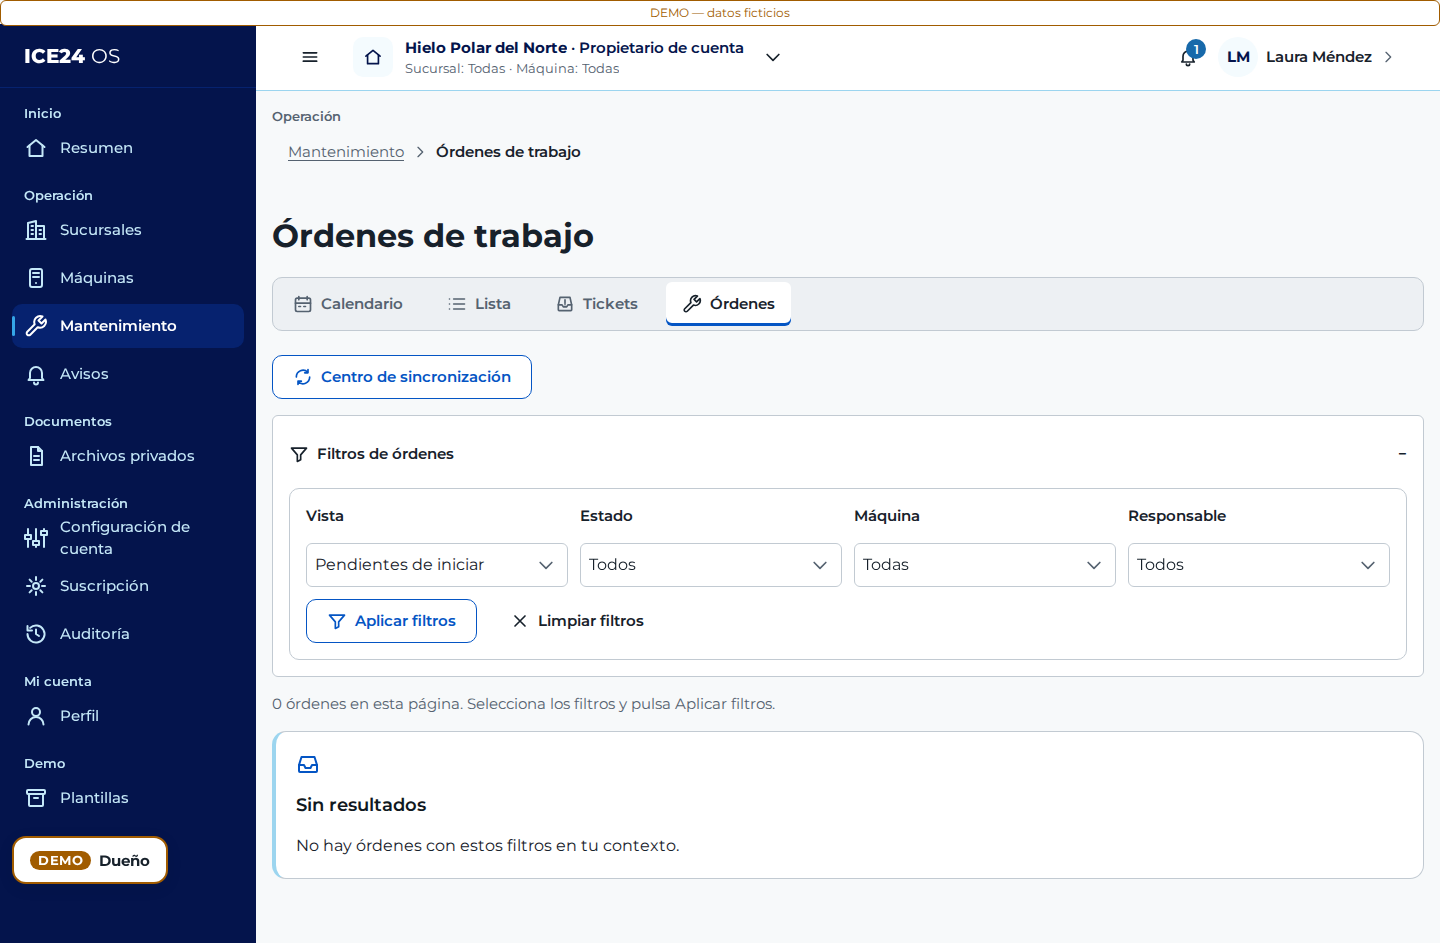 DEMO — datos ficticios
ICE24 OS
Inicio
Resumen
Operación
Sucursales
Máquinas
Mantenimiento
Avisos
Documentos
Archivos privados
Administración
Configuración de
cuenta
Suscripción
Auditoría
Mi cuenta
Perfil
Demo
Plantillas
DEMO Dueño
Hielo Polar del Norte · Propietario de cuenta
Sucursal: Todas · Máquina: Todas
1
LM Laura Méndez
Operación
Mantenimiento > Órdenes de trabajo
Órdenes de trabajo
Calendario Lista Tickets Órdenes
Centro de sincronización
Filtros de órdenes −
Vista Estado Máquina Responsable
Pendientes de iniciar Todos Todas Todos
Aplicar filtros Limpiar filtros
0 órdenes en esta página. Selecciona los filtros y pulsa Aplicar filtros.
Sin resultados
No hay órdenes con estos filtros en tu contexto.